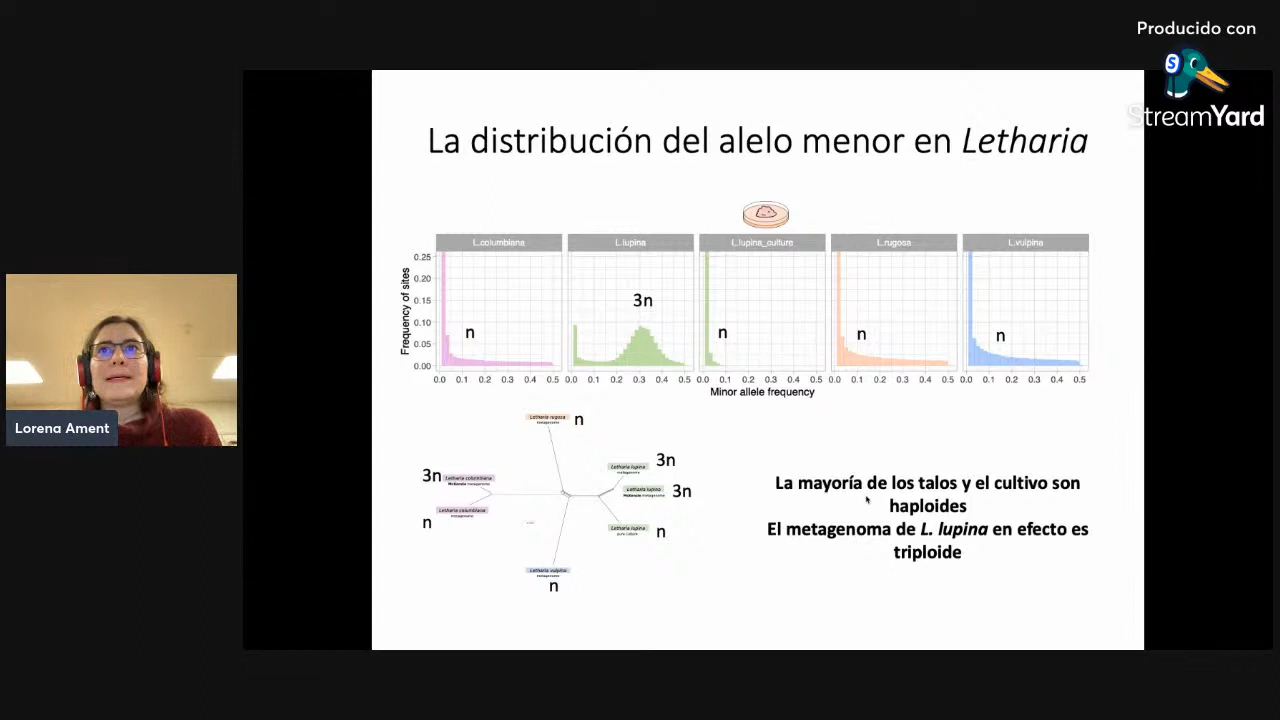 Producido con
S
StreamYard
La distribución del alelo menor en Letharia
L.columbiana
L.lupina
L.lupina_culture
L.rugosa
L.vulpina
Frequency of sites
0.25
0.20
0.15
0.10
0.05
0.00
3n
n
n
n
n
0.0 0.1 0.2 0.3 0.4 0.5
0.0 0.1 0.2 0.3 0.4 0.5
0.0 0.1 0.2 0.3 0.4 0.5
0.0 0.1 0.2 0.3 0.4 0.5
0.0 0.1 0.2 0.3 0.4 0.5
Minor allele frequency
Letharia rugosa
metagenome
n
3n
Letharia columbiana
McKenzie metagenome
Letharia columbiana
metagenome
n
Letharia lupina
metagenome
3n
Letharia lupina
McKenzie metagenome
3n
Letharia lupina
pure culture
n
Letharia vulpina
metagenome
n
La mayoría de los talos y el cultivo son
haploides
El metagenoma de L. lupina en efecto es
triploide
Lorena Ament